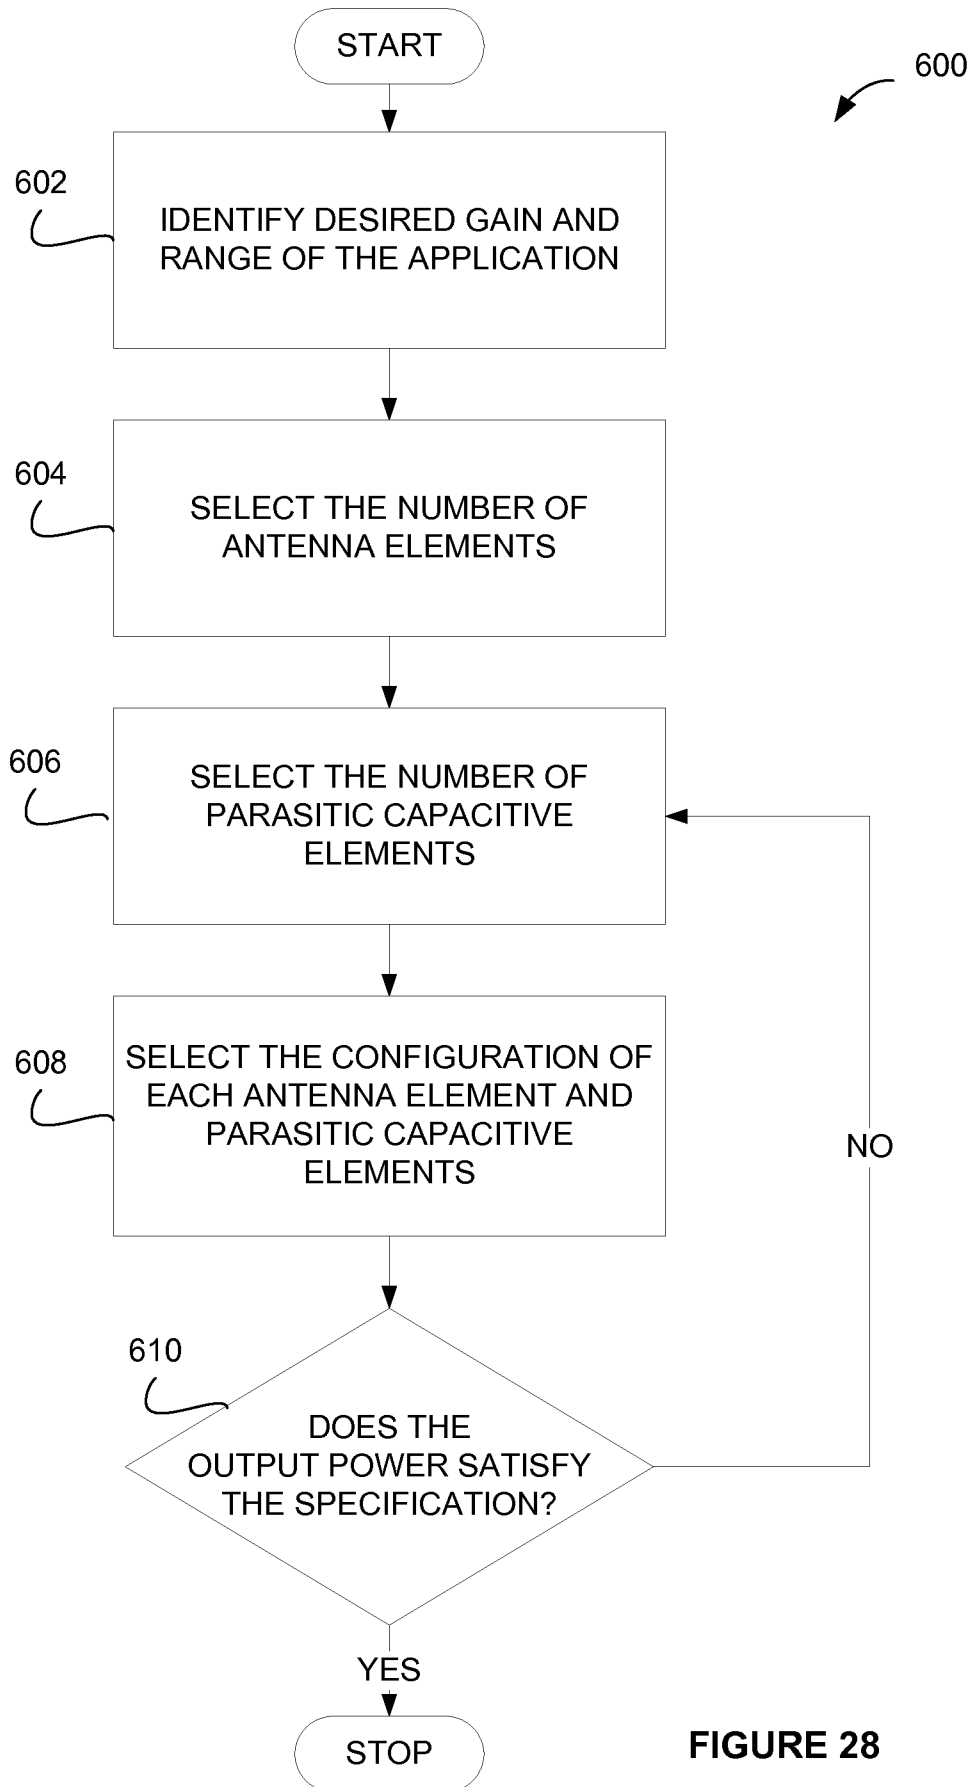 START
600
602
IDENTIFY DESIRED GAIN AND
RANGE OF THE APPLICATION
604
SELECT THE NUMBER OF
ANTENNA ELEMENTS
606
SELECT THE NUMBER OF
PARASITIC CAPACITIVE
ELEMENTS
608
SELECT THE CONFIGURATION OF
EACH ANTENNA ELEMENT AND
PARASITIC CAPACITIVE
ELEMENTS
NO
610
DOES THE
OUTPUT POWER SATISFY
THE SPECIFICATION?
YES
STOP
FIGURE 28